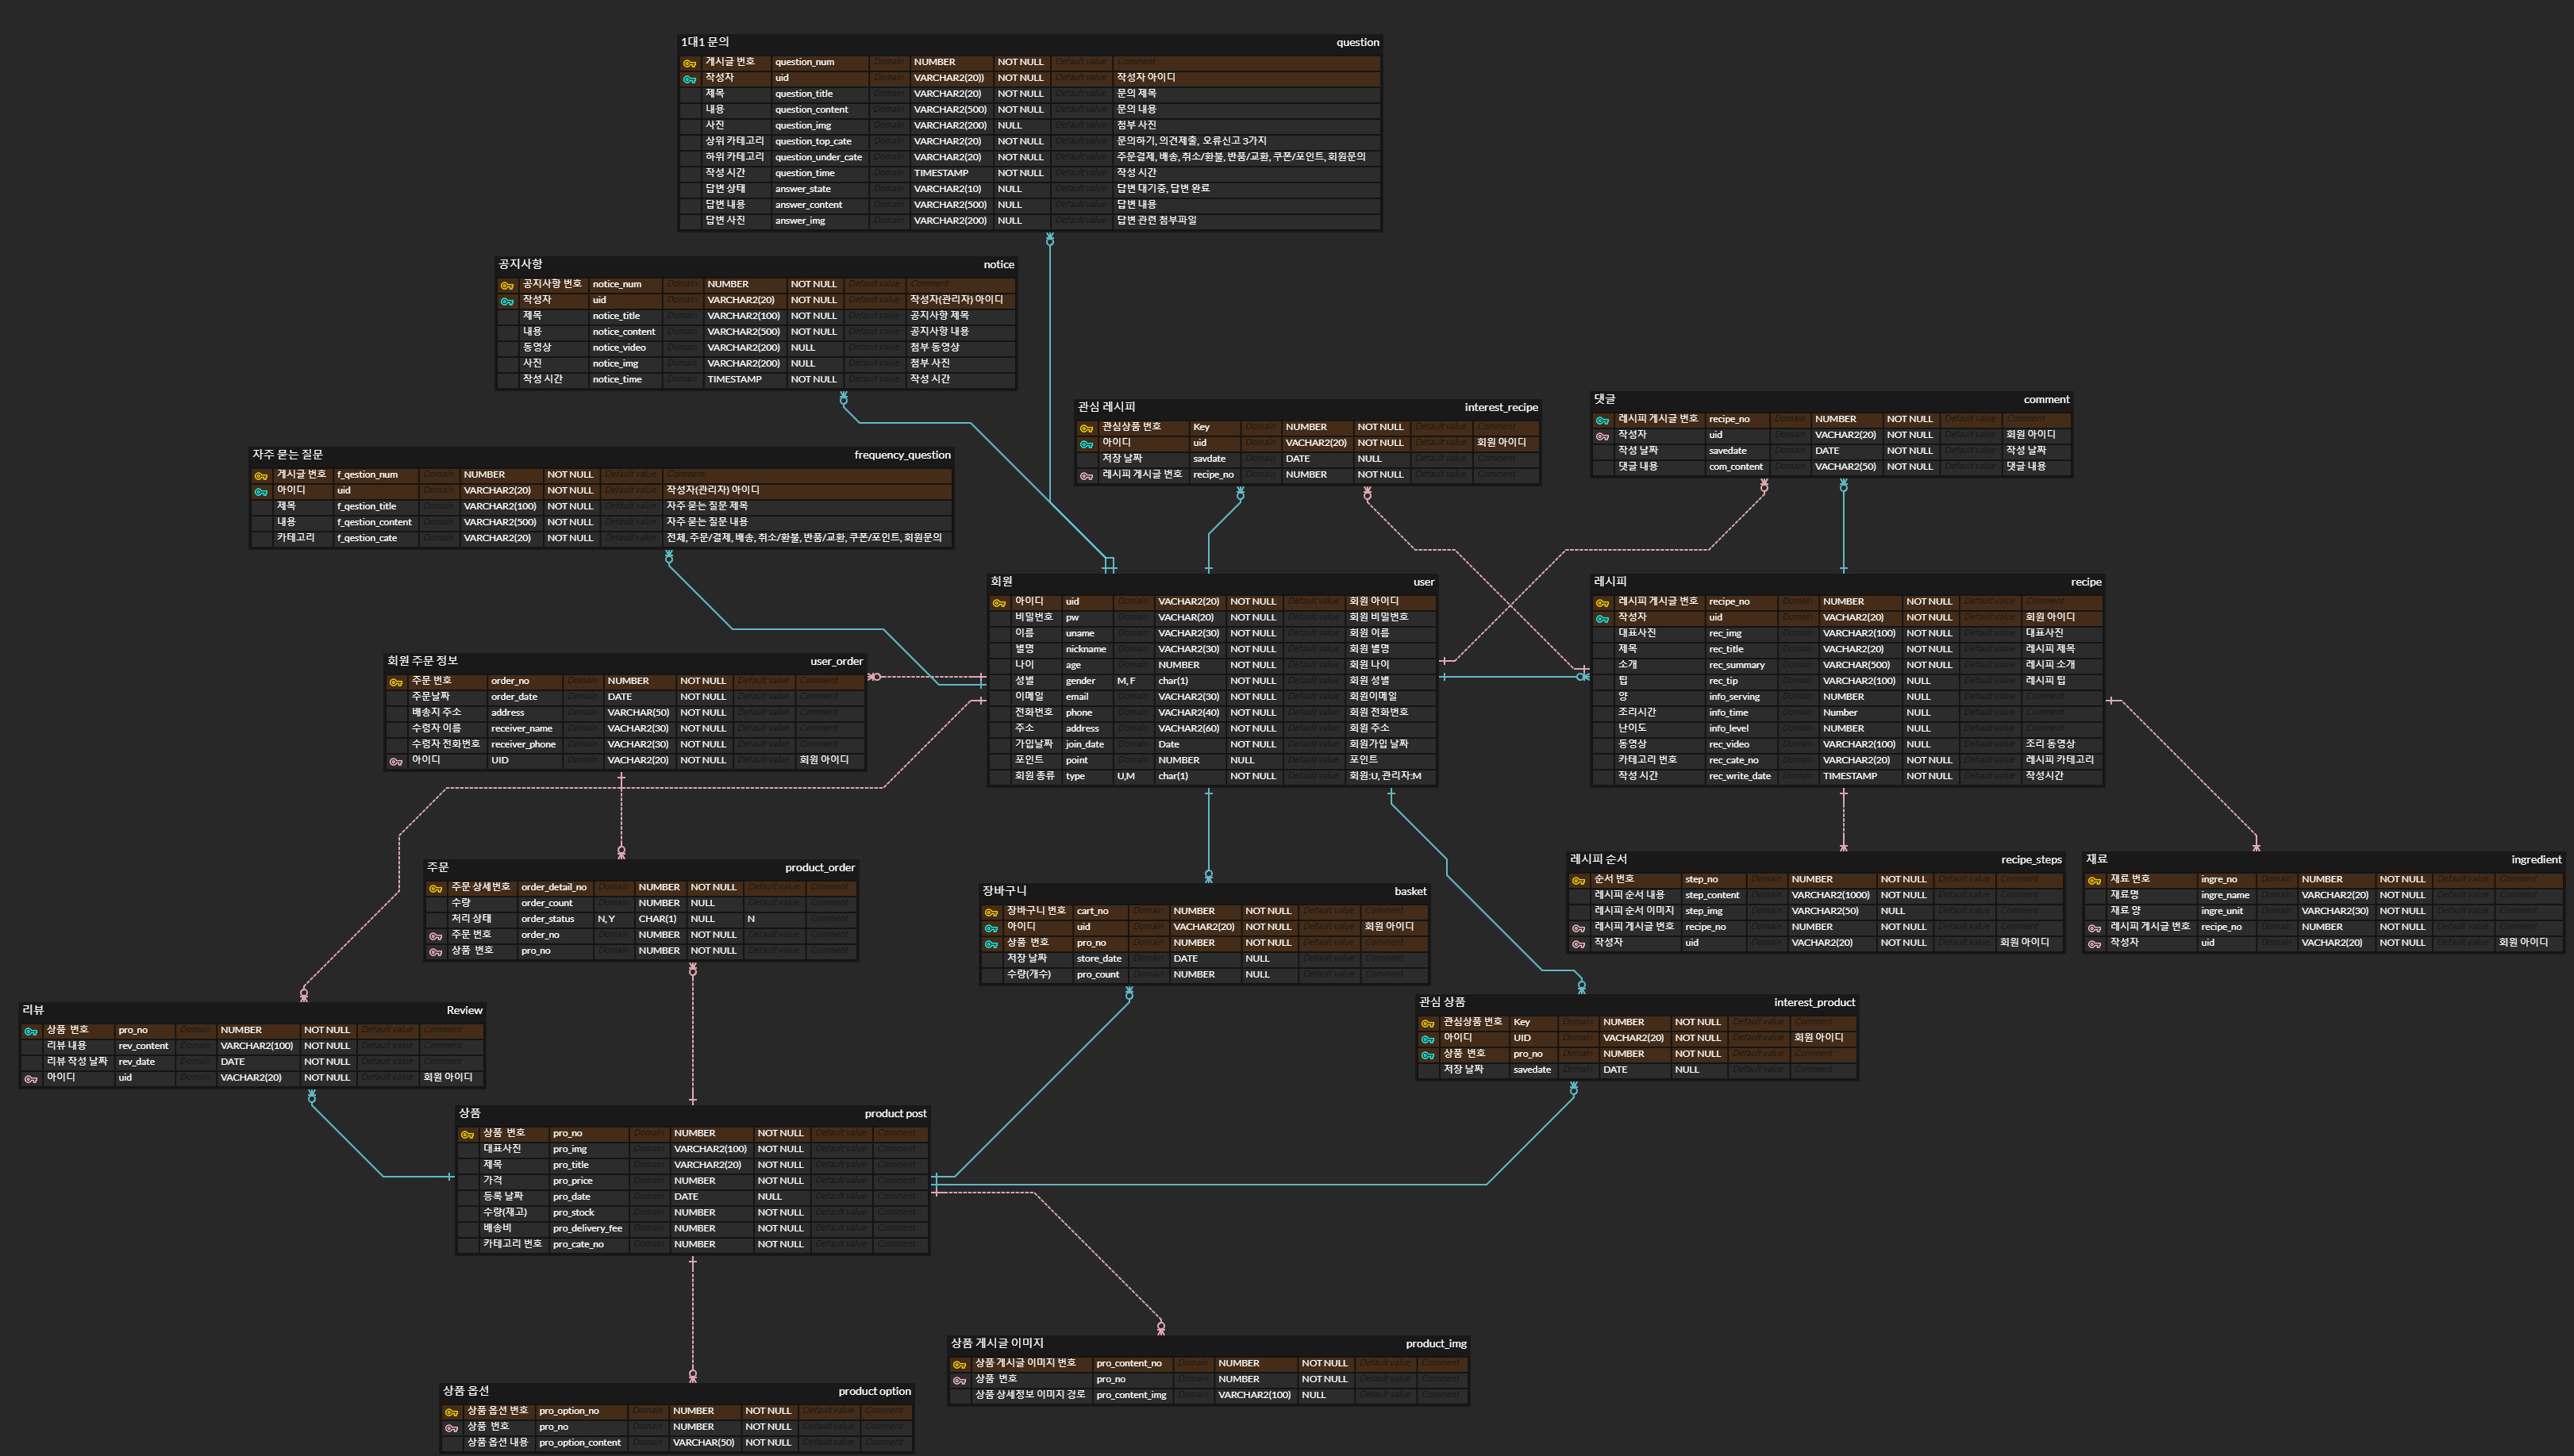 1대1 문의 question
게시글 번호 question_num Domain NUMBER NOT NULL Default value Comment
작성자 uid Domain VARCHAR2(20)) NOT NULL Default value 작성자 아이디
제목 question_title Domain VARCHAR2(20) NOT NULL Default value 문의 제목
내용 question_content Domain VARCHAR2(500) NOT NULL Default value 문의 내용
사진 question_img Domain VARCHAR2(200) NULL Default value 첨부 사진
상위 카테고리 question_top_cate Domain VARCHAR2(20) NOT NULL Default value 문의하기, 의견제출, 오류신고 3가지
하위 카테고리 question_under_cate Domain VARCHAR2(20) NOT NULL Default value 주문결제, 배송, 취소/환불, 반품/교환, 쿠폰/포인트, 회원문의
작성 시간 question_time Domain TIMESTAMP NOT NULL Default value 작성 시간
답변 상태 answer_state Domain VARCHAR2(10) NULL Default value 답변 대기중, 답변 완료
답변 내용 answer_content Domain VARCHAR2(500) NULL Default value 답변 내용
답변 사진 answer_img Domain VARCHAR2(200) NULL Default value 답변 관련 첨부파일
공지사항 notice
공지사항 번호 notice_num Domain NUMBER NOT NULL Default value Comment
작성자 uid Domain VARCHAR2(20) NOT NULL Default value 작성자(관리자) 아이디
제목 notice_title Domain VARCHAR2(100) NOT NULL Default value 공지사항 제목
내용 notice_content Domain VARCHAR2(500) NOT NULL Default value 공지사항 내용
동영상 notice_video Domain VARCHAR2(200) NULL Default value 첨부 동영상
사진 notice_img Domain VARCHAR2(200) NULL Default value 첨부 사진
작성 시간 notice_time Domain TIMESTAMP NOT NULL Default value 작성 시간
관심 레시피 interest_recipe
관심상품 번호 Key Domain NUMBER NOT NULL Default value Comment
아이디 uid Domain VACHAR2(20) NOT NULL Default value 회원 아이디
저장 날짜 savdate Domain DATE NULL Default value Comment
레시피 게시글 번호 recipe_no Domain NUMBER NOT NULL Default value Comment
댓글 comment
레시피 게시글 번호 recipe_no Domain NUMBER NOT NULL Default value Comment
작성자 uid Domain VACHAR2(20) NOT NULL Default value 회원 아이디
작성 날짜 savedate Domain DATE NOT NULL Default value 작성 날짜
댓글 내용 com_content Domain VACHAR2(50) NOT NULL Default value 댓글 내용
자주 묻는 질문 frequency_question
게시글 번호 f_qestion_num Domain NUMBER NOT NULL Default value Comment
아이디 uid Domain VARCHAR2(20) NOT NULL Default value 작성자(관리자) 아이디
제목 f_qestion_title Domain VARCHAR2(100) NOT NULL Default value 자주 묻는 질문 제목
내용 f_qestion_content Domain VARCHAR2(500) NOT NULL Default value 자주 묻는 질문 내용
카테고리 f_qestion_cate Domain VARCHAR2(20) NOT NULL Default value 전체, 주문/결제, 배송, 취소/환불, 반품/교환, 쿠폰/포인트, 회원문의
회원 user
아이디 uid Domain VACHAR2(20) NOT NULL Default value 회원 아이디
비밀번호 pw Domain VACHAR(20) NOT NULL Default value 회원 비밀번호
이름 uname Domain VACHAR2(30) NOT NULL Default value 회원 이름
별명 nickname Domain VACHAR2(30) NOT NULL Default value 회원 별명
나이 age Domain NUMBER NOT NULL Default value 회원 나이
성별 gender M, F char(1) NOT NULL Default value 회원 성별
이메일 email Domain VACHAR2(30) NOT NULL Default value 회원이메일
전화번호 phone Domain VACHAR2(40) NOT NULL Default value 회원 전화번호
주소 address Domain VACHAR2(60) NOT NULL Default value 회원 주소
가입날짜 join_date Domain Date NOT NULL Default value 회원가입 날짜
포인트 point Domain NUMBER NULL Default value 포인트
회원 종류 type U,M char(1) NOT NULL Default value 회원:U, 관리자:M
레시피 recipe
레시피 게시글 번호 recipe_no Domain NUMBER NOT NULL Default value Comment
작성자 uid Domain VACHAR2(20) NOT NULL Default value 회원 아이디
대표사진 rec_img Domain VARCHAR2(100) NOT NULL Default value 대표사진
제목 rec_title Domain VACHAR2(20) NOT NULL Default value 레시피 제목
소개 rec_summary Domain VARCHAR(500) NOT NULL Default value 레시피 소개
팁 rec_tip Domain VARCHAR2(100) NULL Default value 레시피 팁
양 info_serving Domain NUMBER NULL Default value Comment
조리시간 info_time Domain Number NULL Default value Comment
난이도 info_level Domain NUMBER NULL Default value Comment
동영상 rec_video Domain VARCHAR2(100) NULL Default value 조리 동영상
카테고리 번호 rec_cate_no Domain VARCHAR2(20) NOT NULL Default value 레시피 카테고리
작성 시간 rec_write_date Domain TIMESTAMP NOT NULL Default value 작성시간
회원 주문 정보 user_order
주문 번호 order_no Domain NUMBER NOT NULL Default value Comment
주문날짜 order_date Domain DATE NOT NULL Default value Comment
배송지 주소 address Domain VARCHAR(50) NOT NULL Default value Comment
수령자 이름 receiver_name Domain VARCHAR2(30) NOT NULL Default value Comment
수령자 전화번호 receiver_phone Domain VACHAR2(30) NOT NULL Default value Comment
아이디 UID Domain VACHAR2(20) NOT NULL Default value 회원 아이디
주문 product_order
주문 상세번호 order_detail_no Domain NUMBER NOT NULL Default value Comment
수량 order_count Domain NUMBER NULL Default value Comment
처리 상태 order_status N, Y CHAR(1) NULL N Comment
주문 번호 order_no Domain NUMBER NOT NULL Default value Comment
상품 번호 pro_no Domain NUMBER NOT NULL Default value Comment
장바구니 basket
장바구니 번호 cart_no Domain NUMBER NOT NULL Default value Comment
아이디 uid Domain VACHAR2(20) NOT NULL Default value 회원 아이디
상품 번호 pro_no Domain NUMBER NOT NULL Default value Comment
저장 날짜 store_date Domain DATE NULL Default value Comment
수량(개수) pro_count Domain NUMBER NULL Default value Comment
레시피 순서 recipe_steps
순서 번호 step_no Domain NUMBER NOT NULL Default value Comment
레시피 순서 내용 step_content Domain VARCHAR2(1000) NOT NULL Default value Comment
레시피 순서 이미지 step_img Domain VARCHAR2(50) NULL Default value Comment
레시피 게시글 번호 recipe_no Domain NUMBER NOT NULL Default value Comment
작성자 uid Domain VACHAR2(20) NOT NULL Default value 회원 아이디
재료 ingredient
재료 번호 ingre_no Domain NUMBER NOT NULL Default value Comment
재료명 ingre_name Domain VARCHAR2(20) NOT NULL Default value Comment
재료 양 ingre_unit Domain VARCHAR2(30) NOT NULL Default value Comment
레시피 게시글 번호 recipe_no Domain NUMBER NOT NULL Default value Comment
작성자 uid Domain VACHAR2(20) NOT NULL Default value 회원 아이디
리뷰 Review
상품 번호 pro_no Domain NUMBER NOT NULL Default value Comment
리뷰 내용 rev_content Domain VARCHAR2(100) NOT NULL Default value Comment
리뷰 작성 날짜 rev_date Domain DATE NOT NULL Default value Comment
아이디 uid Domain VACHAR2(20) NOT NULL Default value 회원 아이디
관심 상품 interest_product
관심상품 번호 Key Domain NUMBER NOT NULL Default value Comment
아이디 UID Domain VACHAR2(20) NOT NULL Default value 회원 아이디
상품 번호 pro_no Domain NUMBER NOT NULL Default value Comment
저장 날짜 savedate Domain DATE NULL Default value Comment
상품 product post
상품 번호 pro_no Domain NUMBER NOT NULL Default value Comment
대표사진 pro_img Domain VARCHAR2(100) NOT NULL Default value Comment
제목 pro_title Domain VARCHAR2(20) NOT NULL Default value Comment
가격 pro_price Domain NUMBER NOT NULL Default value Comment
등록 날짜 pro_date Domain DATE NULL Default value Comment
수량(재고) pro_stock Domain NUMBER NOT NULL Default value Comment
배송비 pro_delivery_fee Domain NUMBER NOT NULL Default value Comment
카테고리 번호 pro_cate_no Domain NUMBER NOT NULL Default value Comment
상품 게시글 이미지 product_img
상품 게시글 이미지 번호 pro_content_no Domain NUMBER NOT NULL Default value Comment
상품 번호 pro_no Domain NUMBER NOT NULL Default value Comment
상품 상세정보 이미지 경로 pro_content_img Domain VARCHAR2(100) NULL Default value Comment
상품 옵션 product option
상품 옵션 번호 pro_option_no Domain NUMBER NOT NULL Default value Comment
상품 번호 pro_no Domain NUMBER NOT NULL Default value Comment
상품 옵션 내용 pro_option_content Domain VARCHAR(50) NOT NULL Default value Comment